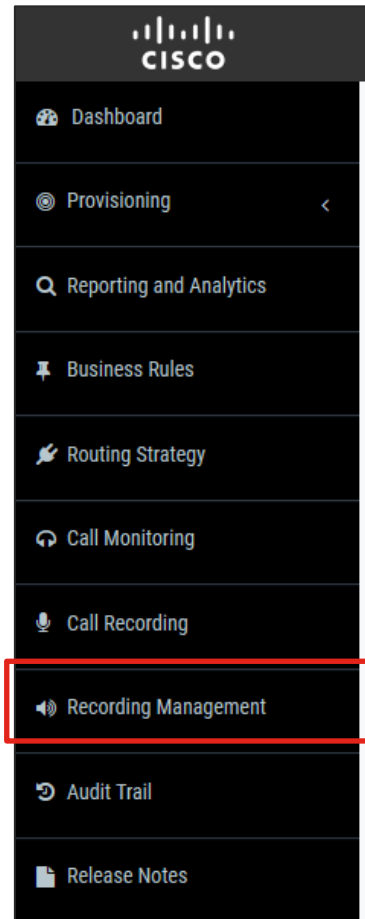 CISCO
Dashboard
Provisioning
Reporting and Analytics
Business Rules
Routing Strategy
Call Monitoring
Call Recording
Recording Management
Audit Trail
Release Notes